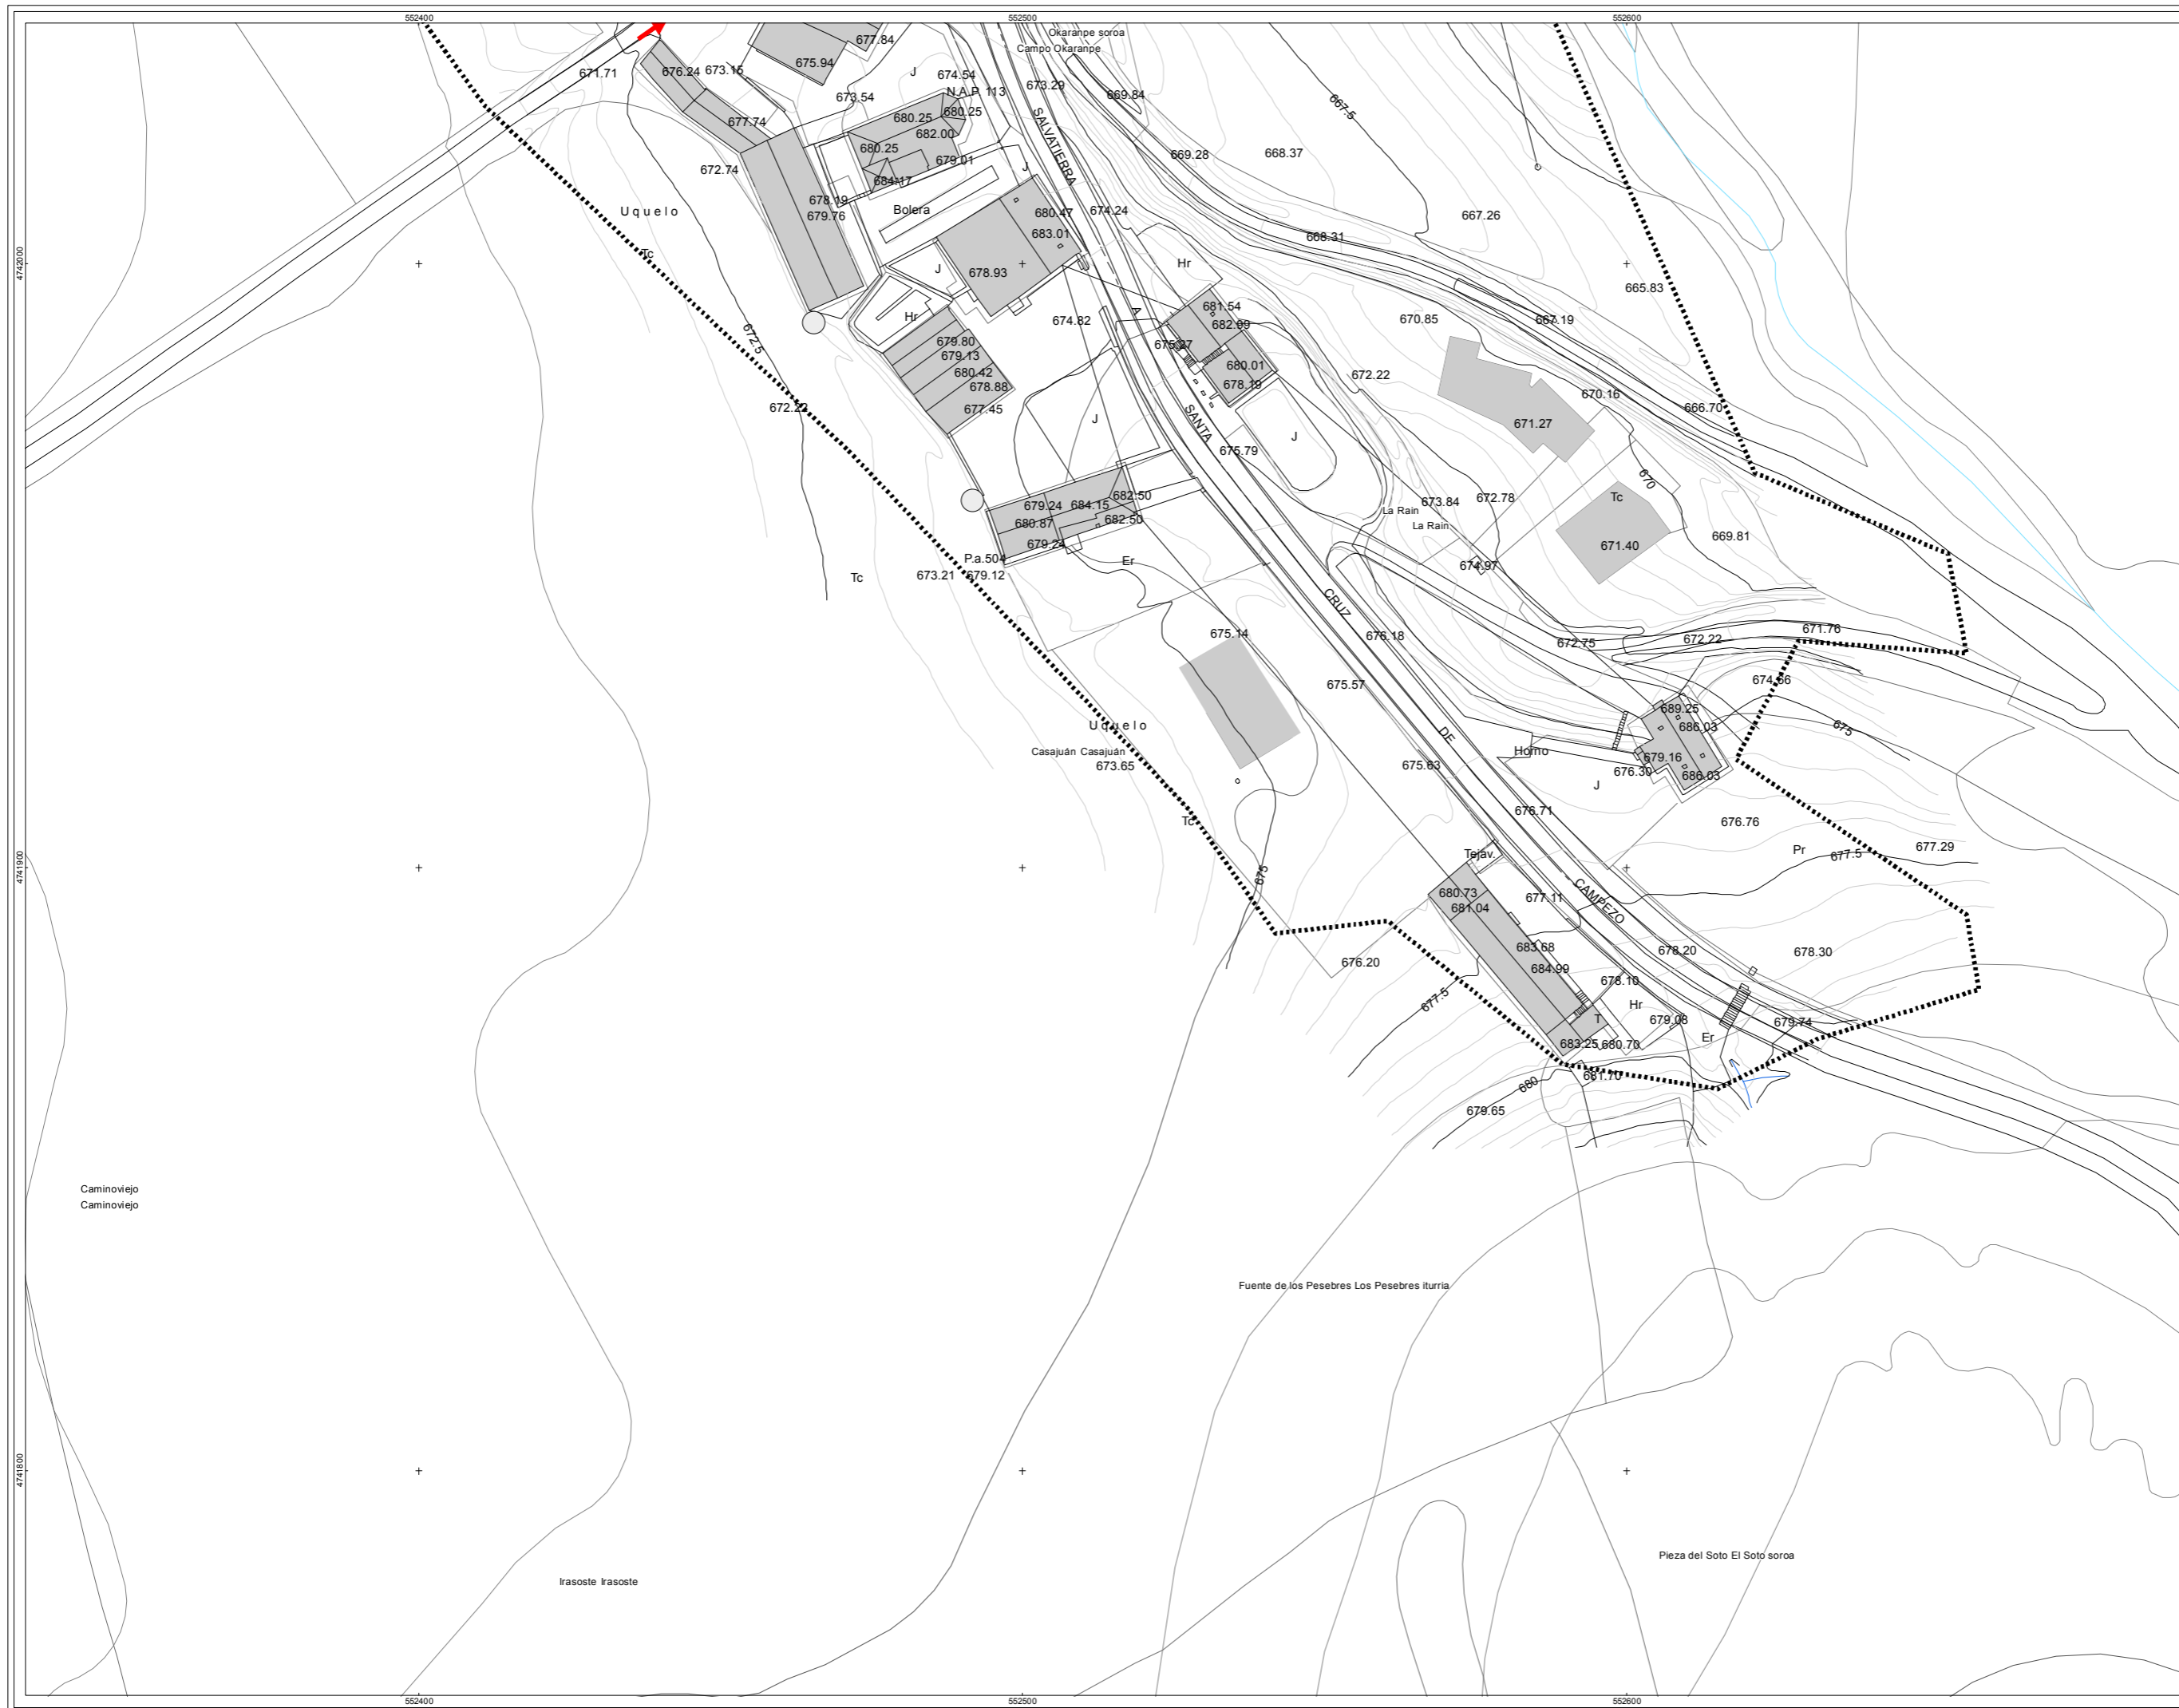 552400
552500
552600
Okaranpe soroa
Campo Okaranpe
677.84
675.94
671.71
676.24
673.15
J
674.54
N.A.P. 113
673.29
669.84
667.5
673.54
680.25
680.25
677.74
682.00
SALVATIERRA
680.25
679.01
669.28
668.37
672.74
684.17
J
678.19
679.76
Uquelo
Bolera
680.47
674.24
667.26
683.01
668.31
4742000
Tc
J
678.93
Hr
665.83
681.54
682.99
A
Hr
674.82
670.85
667.19
672.5
679.80
679.13
675.27
680.42
680.01
678.88
678.19
672.22
670.16
672.22
677.45
J
SANTA
J
671.27
666.70
675.79
670
679.24
684.15
682.50
673.84
672.78
Tc
La Rain
La Rain
680.87
682.50
679.24
671.40
669.81
P.a.504
Er
674.97
Tc
673.21
679.12
CRUZ
675.14
676.18
672.75
672.22
671.76
675.57
674.66
689.25
Uquelo
686.03
675
Casajuán Casajuán
DE
Horno
679.16
673.65
675.63
676.30
686.03
J
Tc
676.71
676.76
Pr
677.5
677.29
Tejav.
4741900
675
680.73
681.04
677.11
CAMPEZO
683.68
678.20
678.30
676.20
684.99
678.10
677.5
Hr
T
679.08
679.74
Er
683.25
680.70
681.70
680
679.65
Caminoviejo
Caminoviejo
Fuente de los Pesebres Los Pesebres iturria
4741800
Pieza del Soto El Soto soroa
Irasoste Irasoste
552400
552500
552600